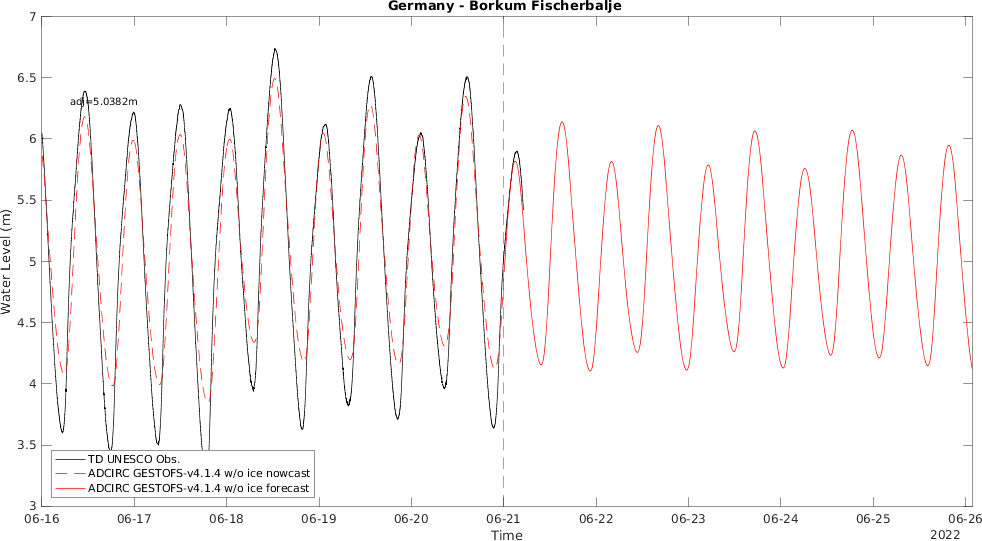 Germany - Borkum Fischerbalje
7
6.5
6
5.5
5
4.5
4
3.5
3
Water Level (m)
adj=5.0382m
TD UNESCO Obs.
ADCIRC GESTOFS-v4.1.4 w/o ice nowcast
ADCIRC GESTOFS-v4.1.4 w/o ice forecast
06-16 06-17 06-18 06-19 06-20 06-21 06-22 06-23 06-24 06-25 06-26
Time
2022